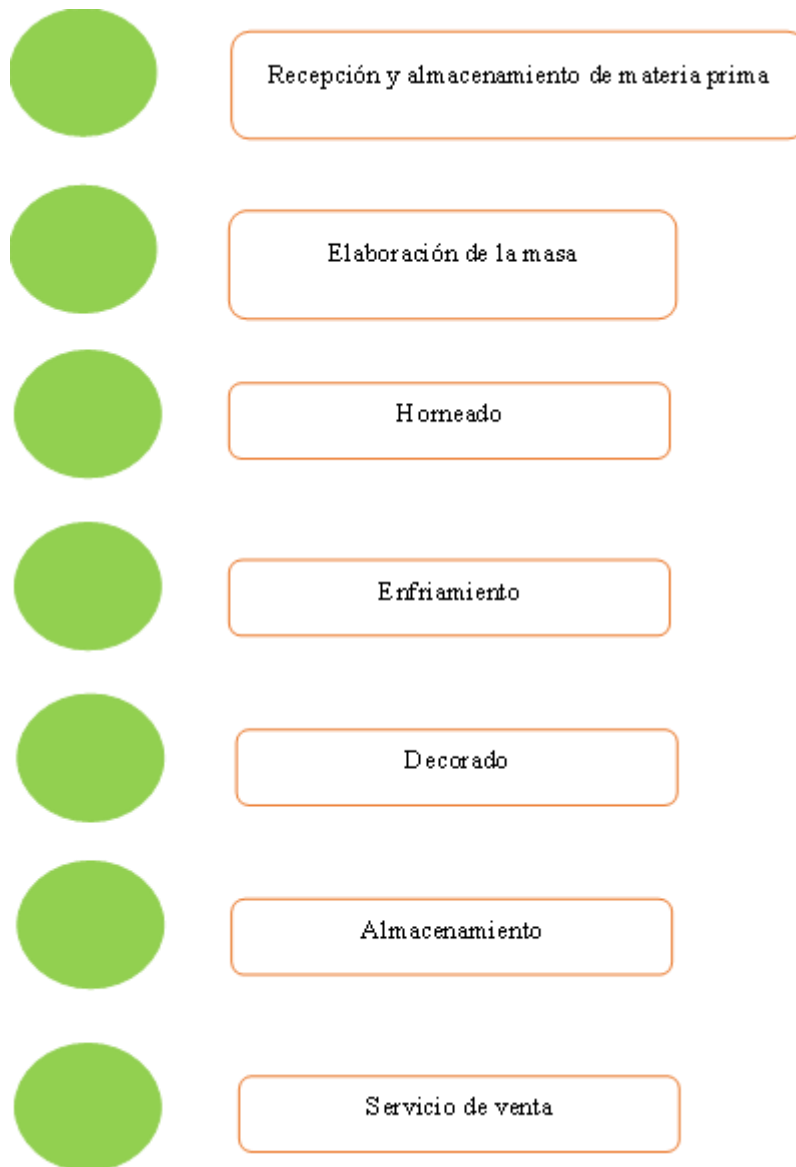 Recepción y almacenamiento de materia prima
Elaboración de la masa
Horneado
Enfriamiento
Decorado
Almacenamiento
Servicio de venta